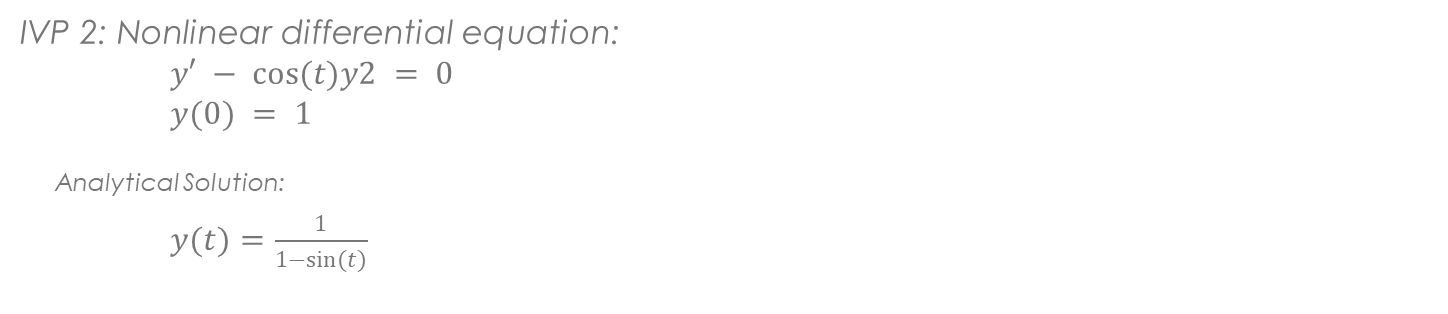 IVP 2: Nonlinear differential equation:
y′ − cos(t)y2 = 0
y(0) = 1
Analytical Solution:
y(t) = 1/1−sin(t)